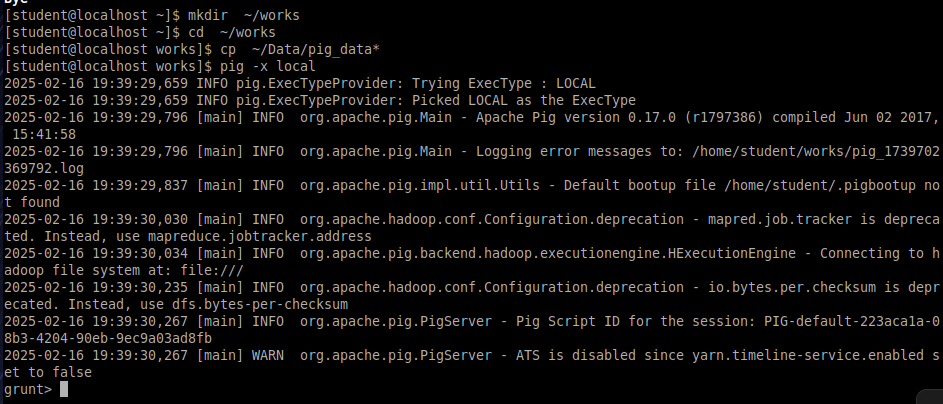 Bye
[student@localhost ~]$ mkdir  ~/works
[student@localhost ~]$ cd  ~/works
[student@localhost works]$ cp  ~/Data/pig_data*
[student@localhost works]$ pig -x local
2025-02-16 19:39:29,659 INFO pig.ExecTypeProvider: Trying ExecType : LOCAL
2025-02-16 19:39:29,659 INFO pig.ExecTypeProvider: Picked LOCAL as the ExecType
2025-02-16 19:39:29,796 [main] INFO  org.apache.pig.Main - Apache Pig version 0.17.0 (r1797386) compiled Jun 02 2017,
 15:41:58
2025-02-16 19:39:29,796 [main] INFO  org.apache.pig.Main - Logging error messages to: /home/student/works/pig_1739702
369792.log
2025-02-16 19:39:29,837 [main] INFO  org.apache.pig.impl.util.Utils - Default bootup file /home/student/.pigbootup no
t found
2025-02-16 19:39:30,030 [main] INFO  org.apache.hadoop.conf.Configuration.deprecation - mapred.job.tracker is depreca
ted. Instead, use mapreduce.jobtracker.address
2025-02-16 19:39:30,034 [main] INFO  org.apache.pig.backend.hadoop.executionengine.HExecutionEngine - Connecting to h
adoop file system at: file:///
2025-02-16 19:39:30,235 [main] INFO  org.apache.hadoop.conf.Configuration.deprecation - io.bytes.per.checksum is depr
ecated. Instead, use dfs.bytes-per-checksum
2025-02-16 19:39:30,267 [main] INFO  org.apache.pig.PigServer - Pig Script ID for the session: PIG-default-223aca1a-0
8b3-4204-90eb-9ec9a03ad8fb
2025-02-16 19:39:30,267 [main] WARN  org.apache.pig.PigServer - ATS is disabled since yarn.timeline-service.enabled s
et to false
grunt>